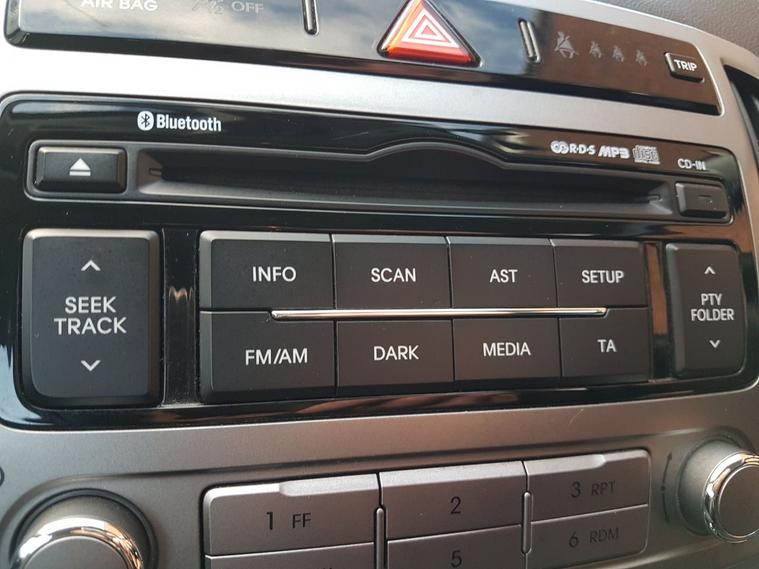 AIR BAG OFF
TRIP
Bluetooth
R·D·S MP3 disc
CD-IN
SEEK
TRACK
INFO SCAN AST SETUP
FM/AM DARK MEDIA TA
PTY
FOLDER
1 FF 2 3 RPT
5 6 RDM